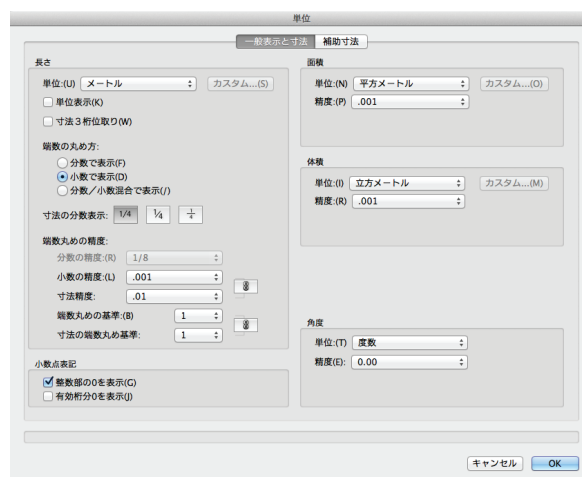 単位
一般表示と寸法 補助寸法
長さ
単位:(U) メートル カスタム...(S)
単位表示(K)
寸法３桁位取り(W)
端数の丸め方:
分数で表示(F)
小数で表示(D)
分数／小数混合で表示(/)
寸法の分数表示: 1/4 1/4 1/4
端数丸めの精度:
分数の精度:(R) 1/8
小数の精度:(L) .001
寸法精度: .01
端数丸めの基準:(B) 1
寸法の端数丸め基準: 1
小数点表記
整数部の0を表示(G)
有効桁分0を表示(J)
面積
単位:(N) 平方メートル カスタム...(O)
精度:(P) .001
体積
単位:(I) 立方メートル カスタム...(M)
精度:(R) .001
角度
単位:(T) 度数
精度(E): 0.00
キャンセル OK